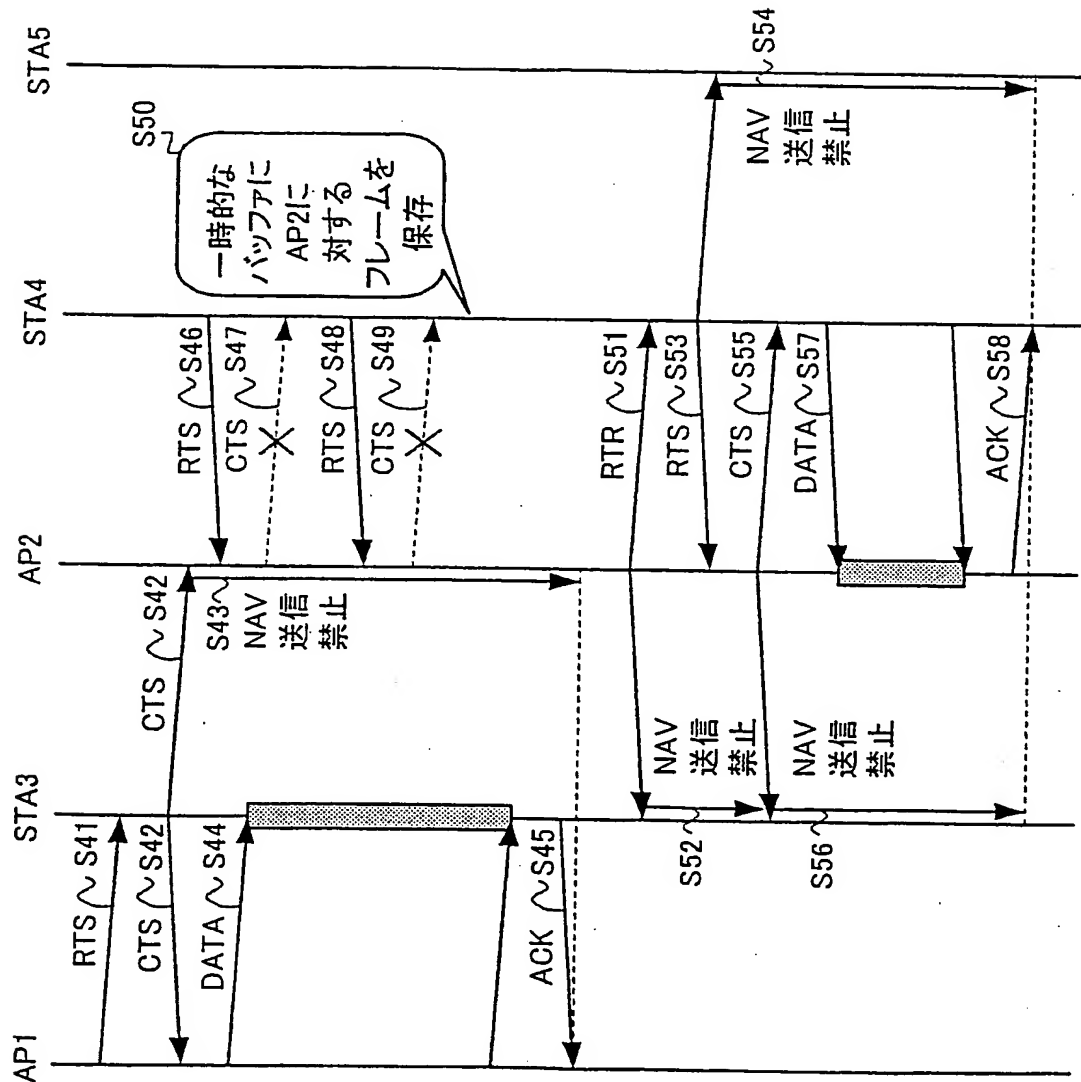 AP1
STA3
AP2
STA4
STA5
RTS S41
CTS S42
CTS S42
S43
NAV
送信
禁止
DATA S44
ACK S45
RTS S46
CTS S47
RTS S48
CTS S49
S50
一時的な
バッファに
AP2に
対する
フレームを
保存
RTR S51
S52
NAV
送信
禁止
RTS S53
NAV
送信
禁止
S54
CTS S55
S56
NAV
送信
禁止
DATA S57
ACK S58